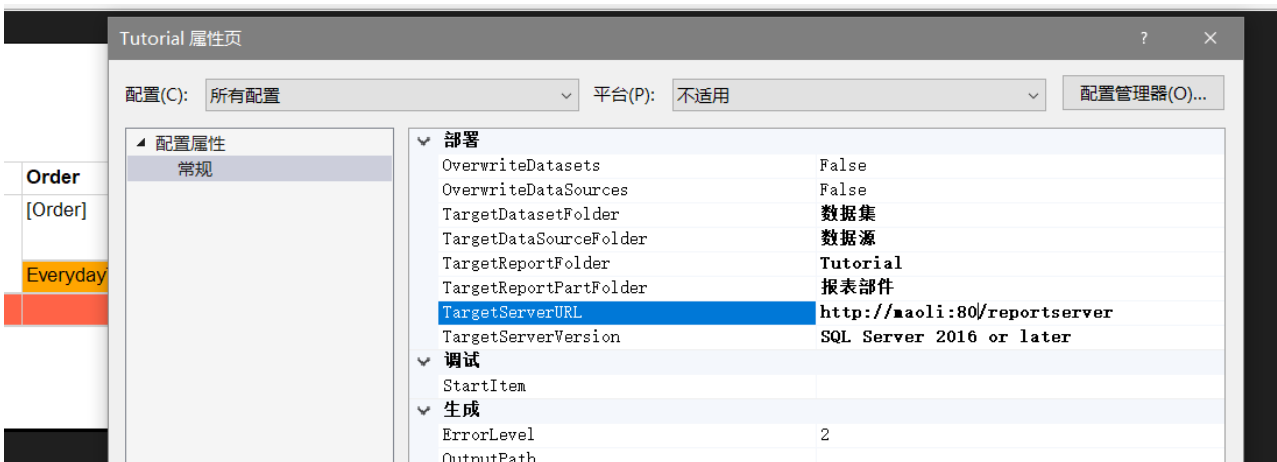 Tutorial 属性页
配置(C): 所有配置 平台(P): 不适用 配置管理器(O)...
配置属性
常规
部署
OverwriteDatasets False
OverwriteDataSources False
TargetDatasetFolder 数据集
TargetDataSourceFolder 数据源
TargetReportFolder Tutorial
TargetReportPartFolder 报表部件
TargetServerURL http://maoli:80/reportserver
TargetServerVersion SQL Server 2016 or later
调试
StartItem
生成
ErrorLevel 2
OutputPath
Order
[Order]
Everyday